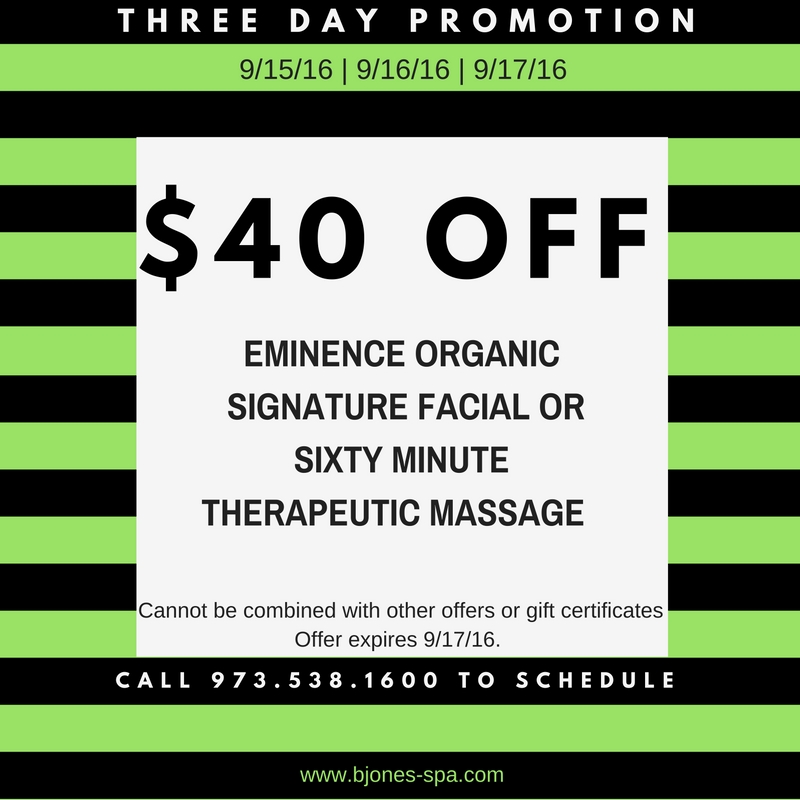 THREE DAY PROMOTION
9/15/16 | 9/16/16 | 9/17/16
$40 OFF
EMINENCE ORGANIC
SIGNATURE FACIAL OR
SIXTY MINUTE
THERAPEUTIC MASSAGE
Cannot be combined with other offers or gift certificates
Offer expires 9/17/16.
CALL 973.538.1600 TO SCHEDULE
www.bjones-spa.com